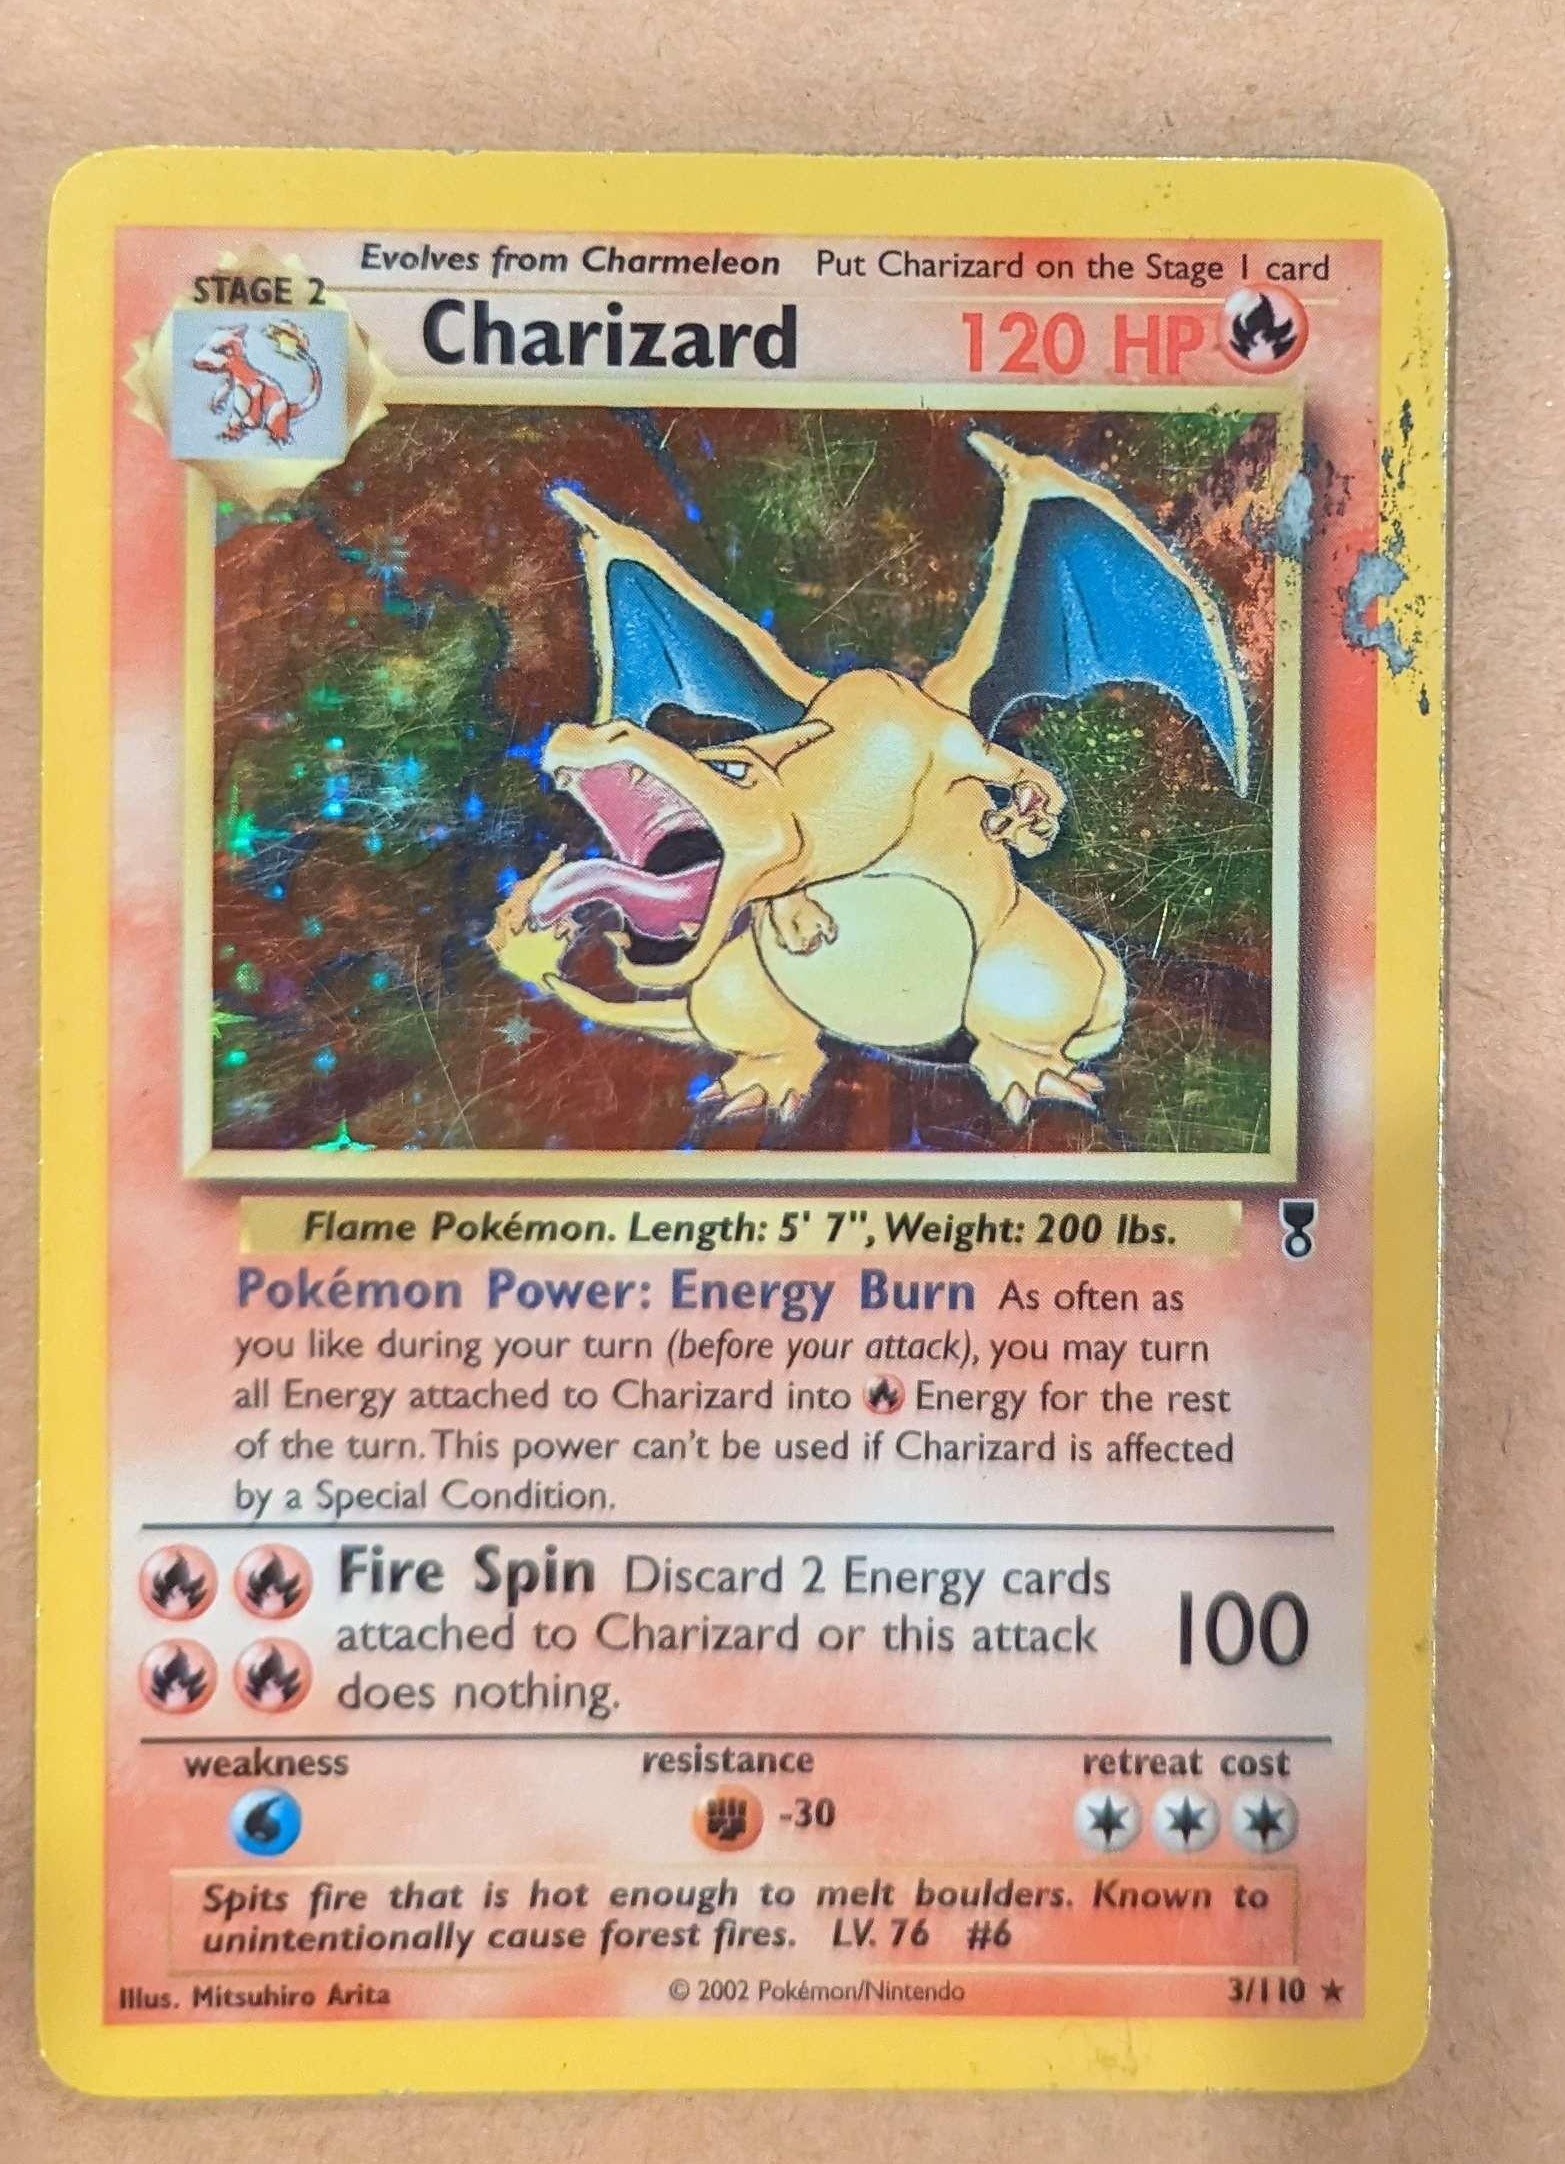 Evolves from Charmeleon Put Charizard on the Stage 1 card
STAGE 2
Charizard 120 HP
Flame Pokémon. Length: 5' 7", Weight: 200 lbs.
Pokémon Power: Energy Burn As often as
you like during your turn (before your attack), you may turn
all Energy attached to Charizard into Energy for the rest
of the turn. This power can't be used if Charizard is affected
by a Special Condition.
Fire Spin Discard 2 Energy cards
attached to Charizard or this attack
does nothing.
100
weakness resistance retreat cost
-30
Spits fire that is hot enough to melt boulders. Known to
unintentionally cause forest fires. LV. 76 #6
Illus. Mitsuhiro Arita © 2002 Pokémon/Nintendo 3/110 ★